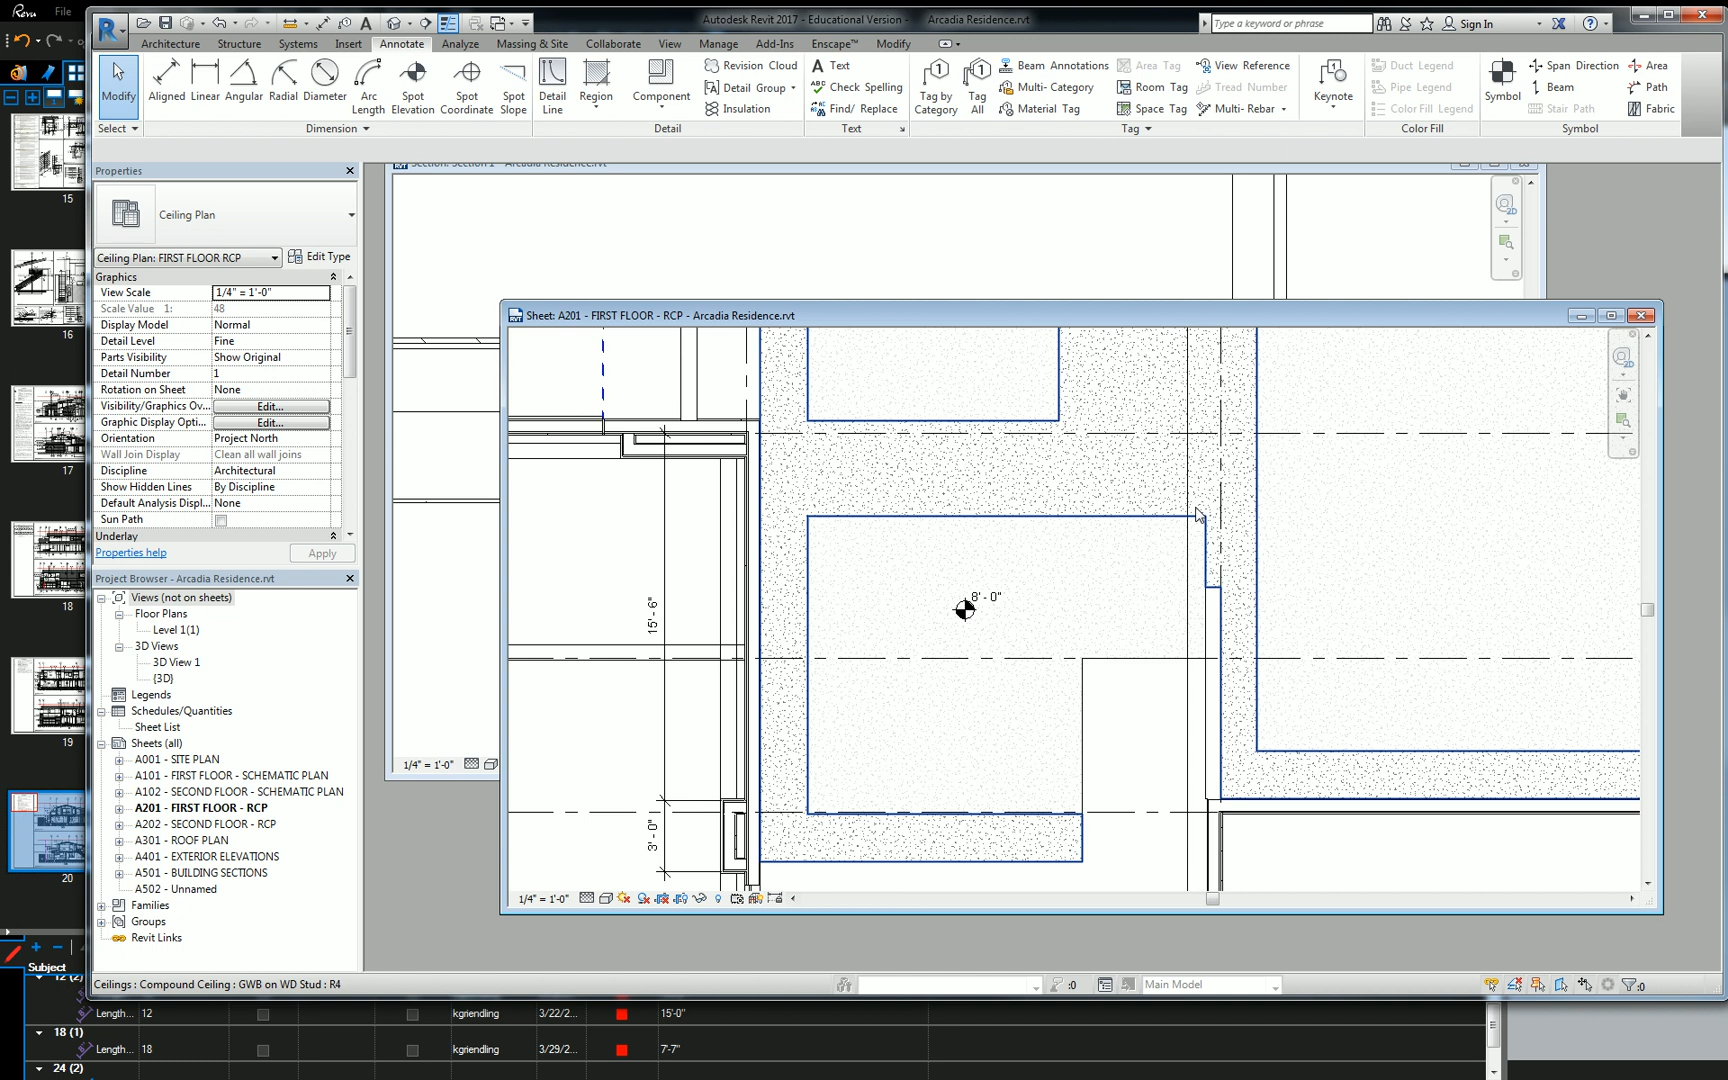 Revu
File
Autodesk Revit 2017 - Educational Version - Arcadia Residence.rvt
Type a keyword or phrase
Sign In
Architecture Structure Systems Insert Annotate Analyze Massing & Site Collaborate View Manage Add-Ins Enscape™ Modify
Modify
Select
Aligned Linear Angular Radial Diameter Arc Length Spot Elevation Spot Coordinate Spot Slope
Dimension
Detail Line Region Component
Revision Cloud
Detail Group
Insulation
Detail
Text
Check Spelling
Find/ Replace
Text
Tag by Category Tag All
Beam Annotations
Multi- Category
Material Tag
Area Tag
Room Tag
Space Tag
View Reference
Tread Number
Multi- Rebar
Tag
Keynote
Duct Legend
Pipe Legend
Color Fill Legend
Color Fill
Symbol
Span Direction
Beam
Stair Path
Area
Path
Fabric
Symbol
Properties
Ceiling Plan
Ceiling Plan: FIRST FLOOR RCP
Edit Type
Graphics
View Scale 1/4" = 1'-0"
Scale Value 1: 48
Display Model Normal
Detail Level Fine
Parts Visibility Show Original
Detail Number 1
Rotation on Sheet None
Visibility/Graphics Ov... Edit...
Graphic Display Opti... Edit...
Orientation Project North
Wall Join Display Clean all wall joins
Discipline Architectural
Show Hidden Lines By Discipline
Default Analysis Displ... None
Sun Path
Underlay
Properties help
Apply
Project Browser - Arcadia Residence.rvt
Views (not on sheets)
Floor Plans
Level 1(1)
3D Views
3D View 1
{3D}
Legends
Schedules/Quantities
Sheet List
Sheets (all)
A001 - SITE PLAN
A101 - FIRST FLOOR - SCHEMATIC PLAN
A102 - SECOND FLOOR - SCHEMATIC PLAN
A201 - FIRST FLOOR - RCP
A202 - SECOND FLOOR - RCP
A301 - ROOF PLAN
A401 - EXTERIOR ELEVATIONS
A501 - BUILDING SECTIONS
A502 - Unnamed
Families
Groups
Revit Links
Section: Section 1 - Arcadia Residence.rvt
2D
1/4" = 1'-0"
Sheet: A201 - FIRST FLOOR - RCP - Arcadia Residence.rvt
2D
15' - 6"
3' - 0"
8' - 0"
1/4" = 1'-0"
Ceilings : Compound Ceiling : GWB on WD Stud : R4
:0
Main Model
:0
15
16
17
18
19
20
Subject
12 (2)
Length... 12 kgriendling 3/22/2... 15'-0"
18 (1)
Length... 18 kgriendling 3/29/2... 7'-7"
24 (2)